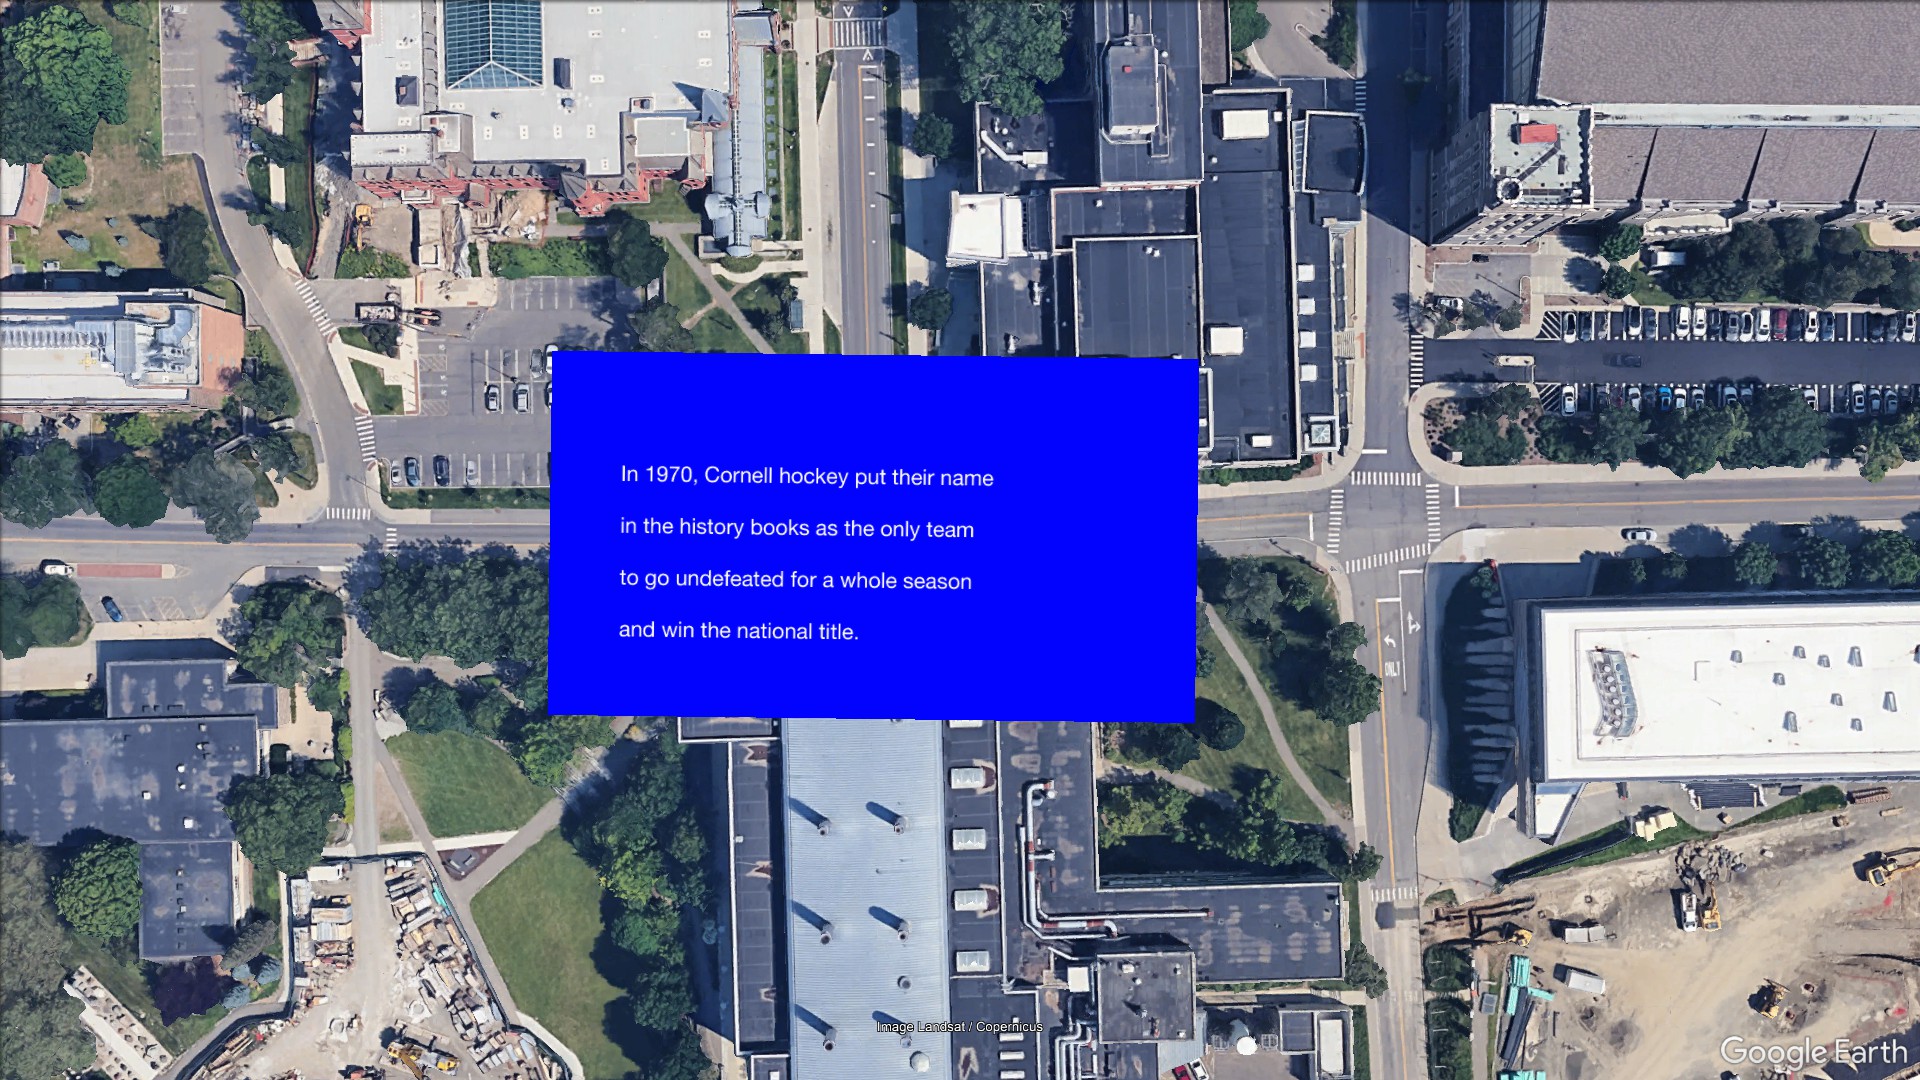 In 1970, Cornell hockey put their name
in the history books as the only team
to go undefeated for a whole season
and win the national title.
ONLY
Image Landsat / Copernicus
Google Earth